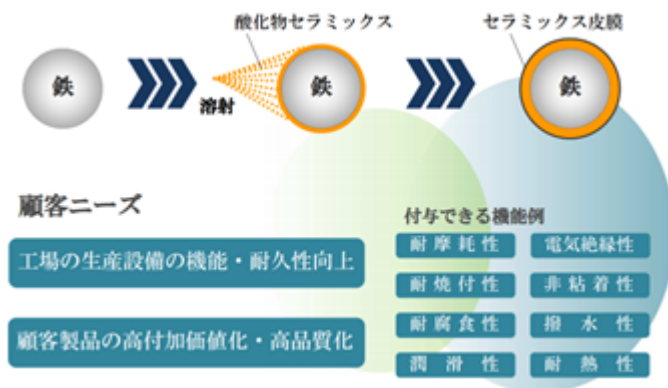 酸化物セラミックス
セラミックス皮膜
鉄
鉄
鉄
溶射
顧客ニーズ
工場の生産設備の機能・耐久性向上
顧客製品の高付加価値化・高品質化
付与できる機能例
耐摩耗性
電気絶縁性
耐焼付性
非粘着性
耐腐食性
撥水性
潤滑性
耐熱性